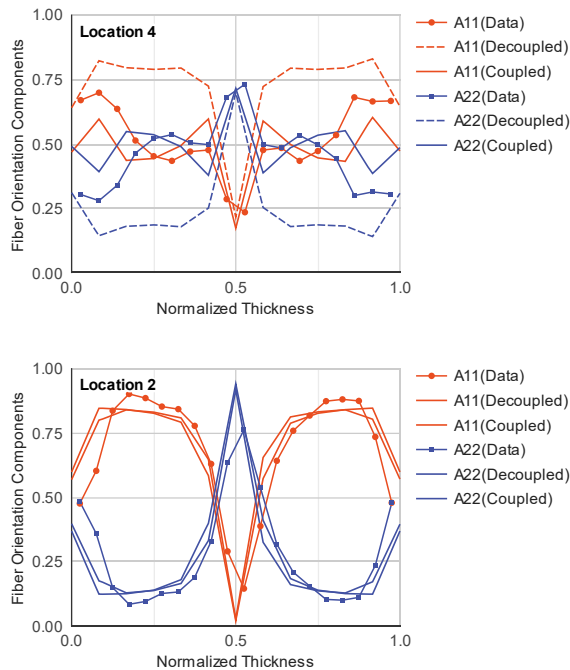 Location 4
Fiber Orientation Components
1.00
0.75
0.50
0.25
0.00
0.0
0.5
1.0
Normalized Thickness
A11(Data)
A11(Decoupled)
A11(Coupled)
A22(Data)
A22(Decoupled)
A22(Coupled)
Location 2
Fiber Orientation Components
1.00
0.75
0.50
0.25
0.00
0.0
0.5
1.0
Normalized Thickness
A11(Data)
A11(Decoupled)
A11(Coupled)
A22(Data)
A22(Decoupled)
A22(Coupled)